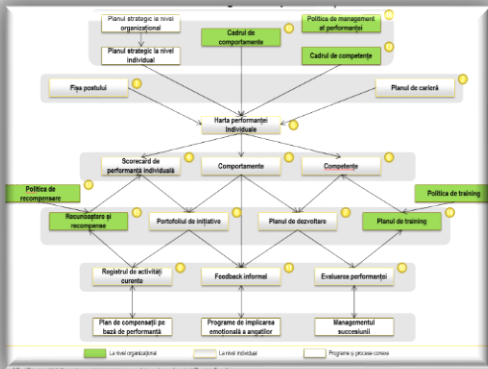 Planul strategic la nivel
organizațional
Planul strategic la nivel
individual
Cadrul de
comportamente
Politica de management
al performanței
Cadrul de competențe
Fișa postului
Planul de carieră
Harta performanței
individuale
Scorecard de
performanță individuală
Comportamente
Competențe
Politica de
recompensare
Politica de training
Recunoaștere și
recompense
Portofoliul de inițiative
Planul de dezvoltare
Planul de training
Registrul de activități
curente
Feedback informal
Evaluarea performanței
Plan de compensații pe
bază de performanță
Programe de implicarea
emoțională a angaților
Managementul
succesiunii
La nivel organizațional
La nivel individual
Programe și procese conexe